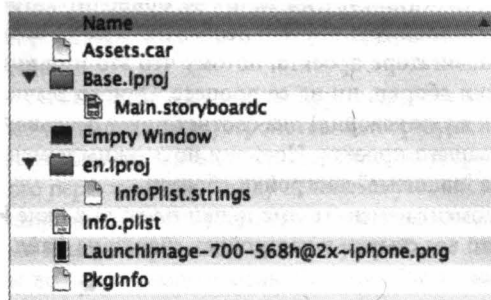 Name
Assets.car
Base.lproj
Main.storyboardc
Empty Window
en.lproj
InfoPlist.strings
Info.plist
LaunchImage-700-568h@2x~iphone.png
PkgInfo